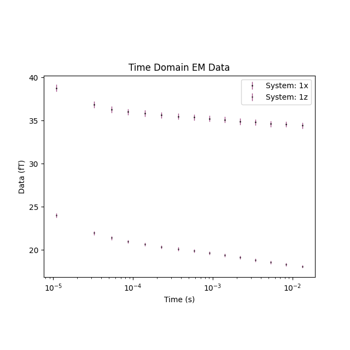 Time Domain EM Data
System: 1x
System: 1z
Data (fT)
40
35
30
25
20
10⁻⁵
10⁻⁴
10⁻³
10⁻²
Time (s)